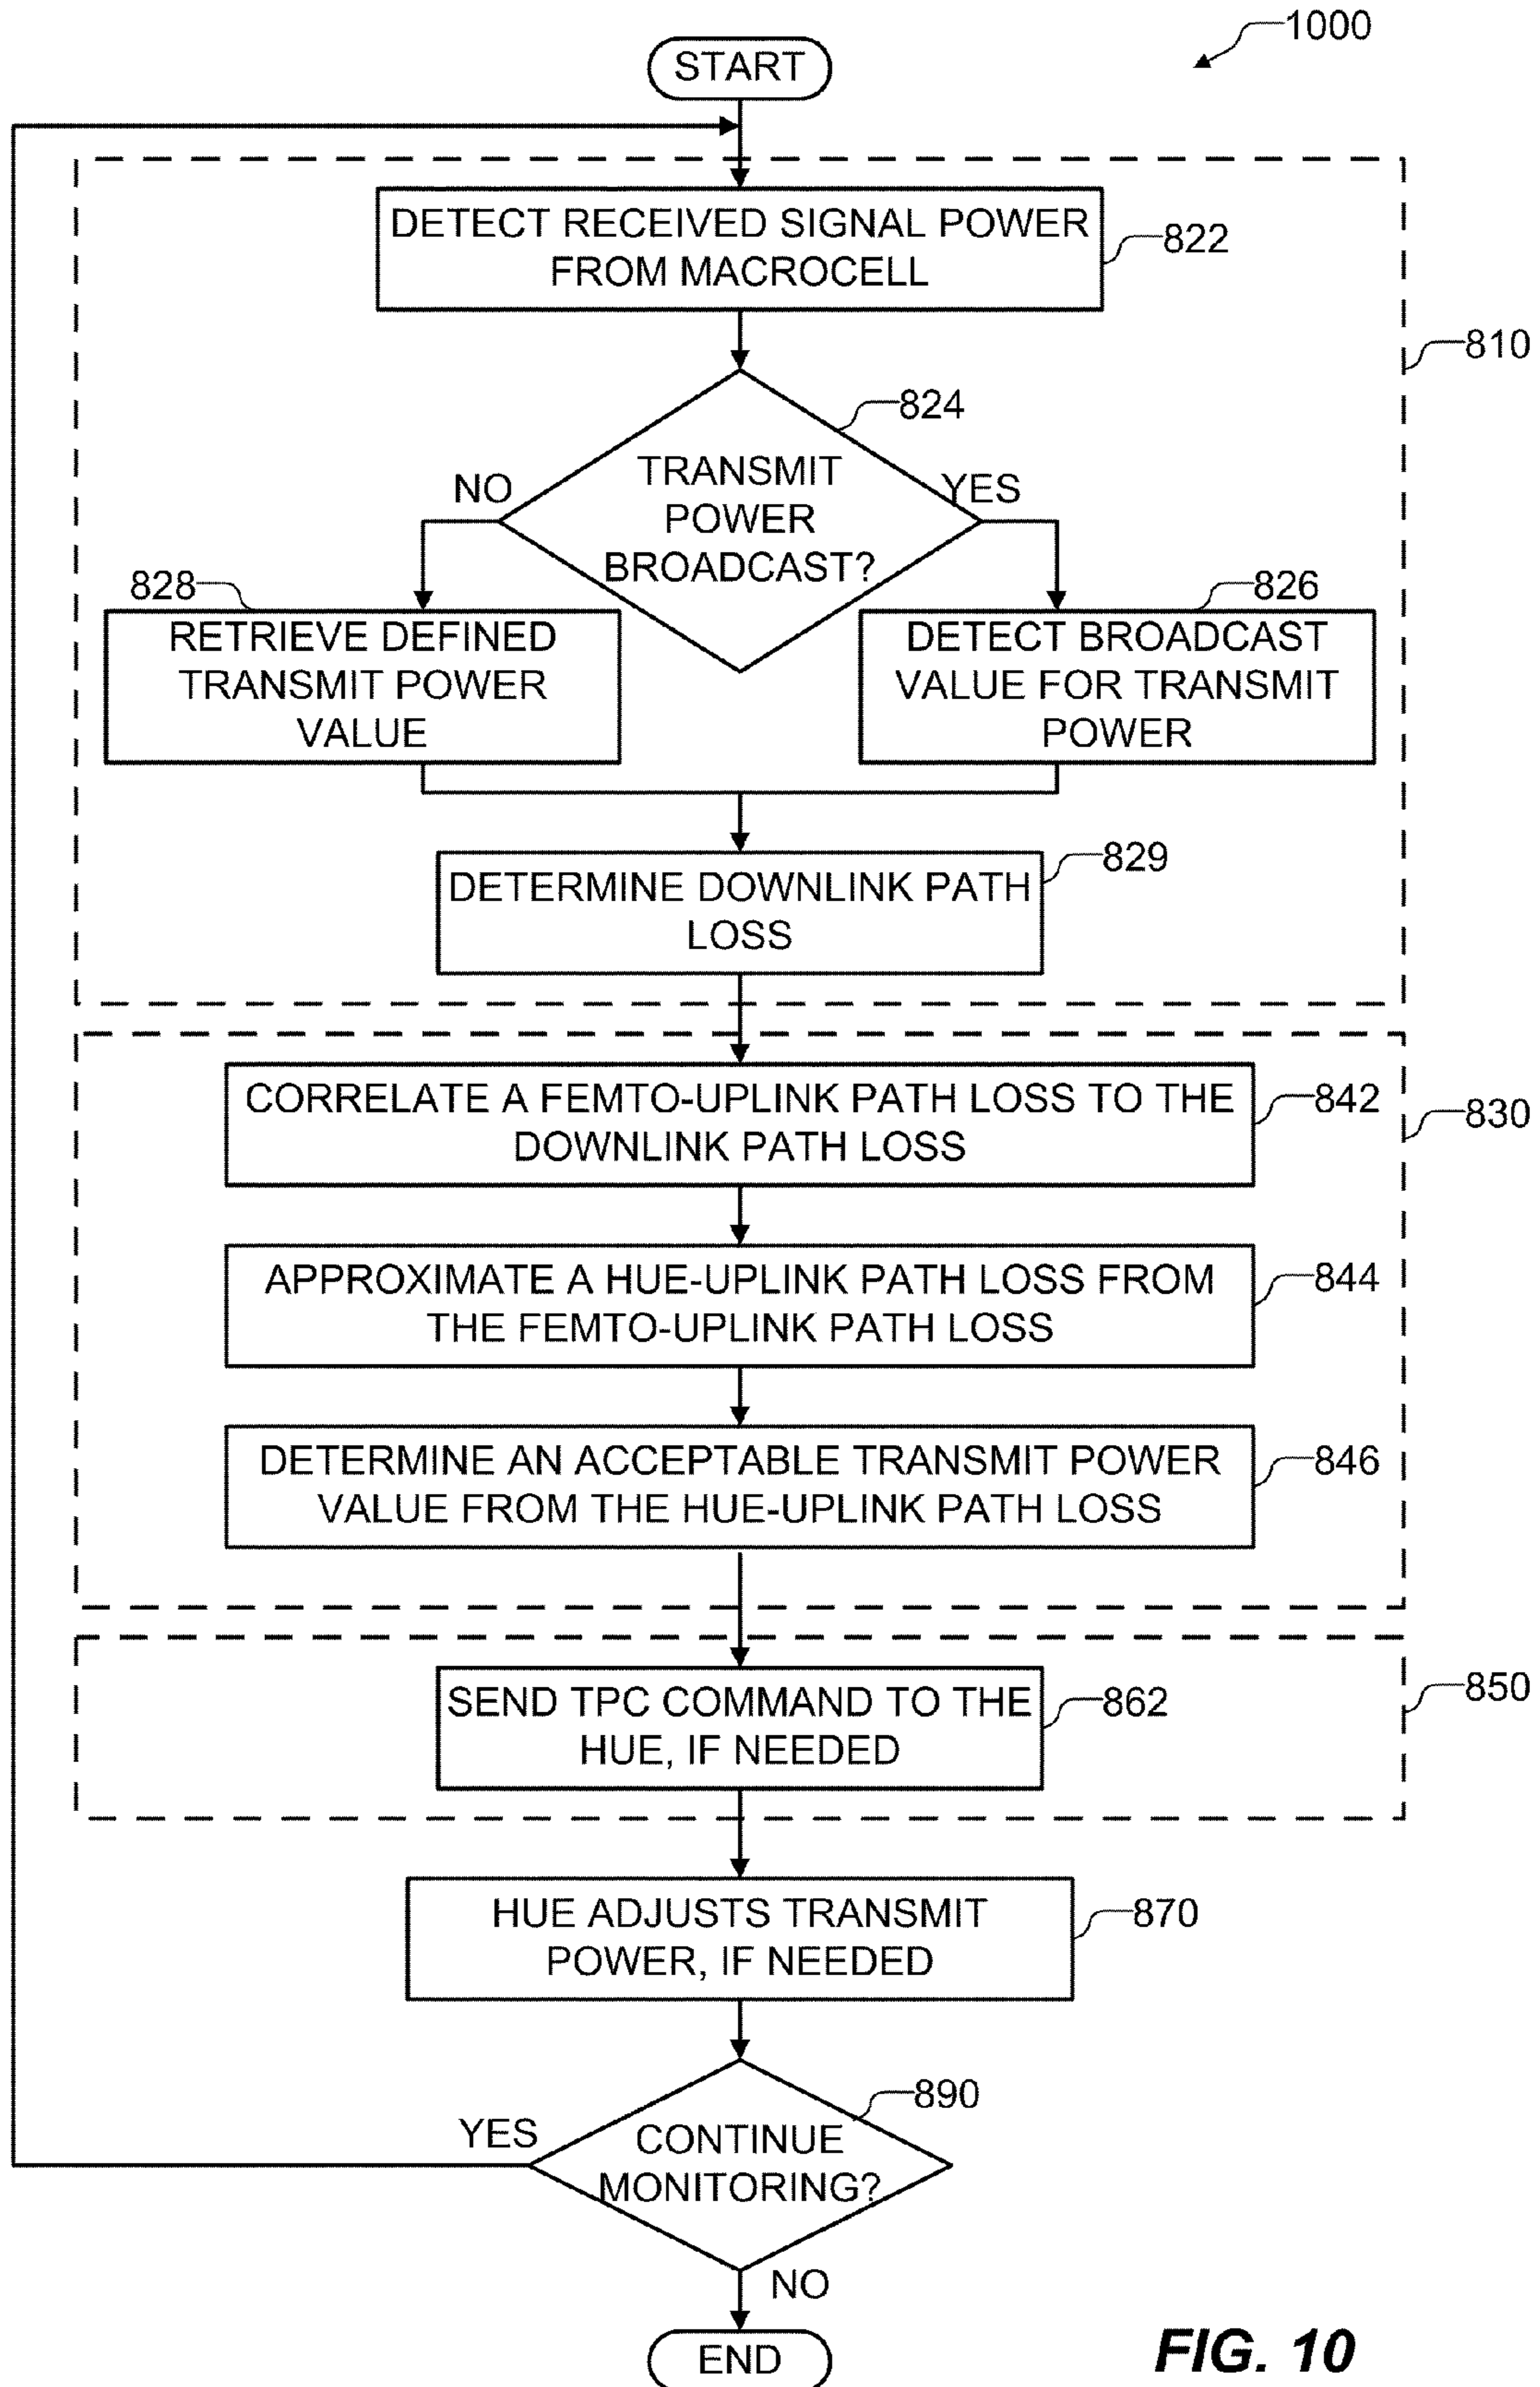 1000
START
DETECT RECEIVED SIGNAL POWER
FROM MACROCELL
822
810
824
TRANSMIT
POWER
BROADCAST?
NO
YES
828
826
RETRIEVE DEFINED
TRANSMIT POWER
VALUE
DETECT BROADCAST
VALUE FOR TRANSMIT
POWER
829
DETERMINE DOWNLINK PATH
LOSS
CORRELATE A FEMTO-UPLINK PATH LOSS TO THE
DOWNLINK PATH LOSS
842
830
APPROXIMATE A HUE-UPLINK PATH LOSS FROM
THE FEMTO-UPLINK PATH LOSS
844
DETERMINE AN ACCEPTABLE TRANSMIT POWER
VALUE FROM THE HUE-UPLINK PATH LOSS
846
SEND TPC COMMAND TO THE
HUE, IF NEEDED
862
850
HUE ADJUSTS TRANSMIT
POWER, IF NEEDED
870
890
YES
CONTINUE
MONITORING?
NO
END
FIG. 10